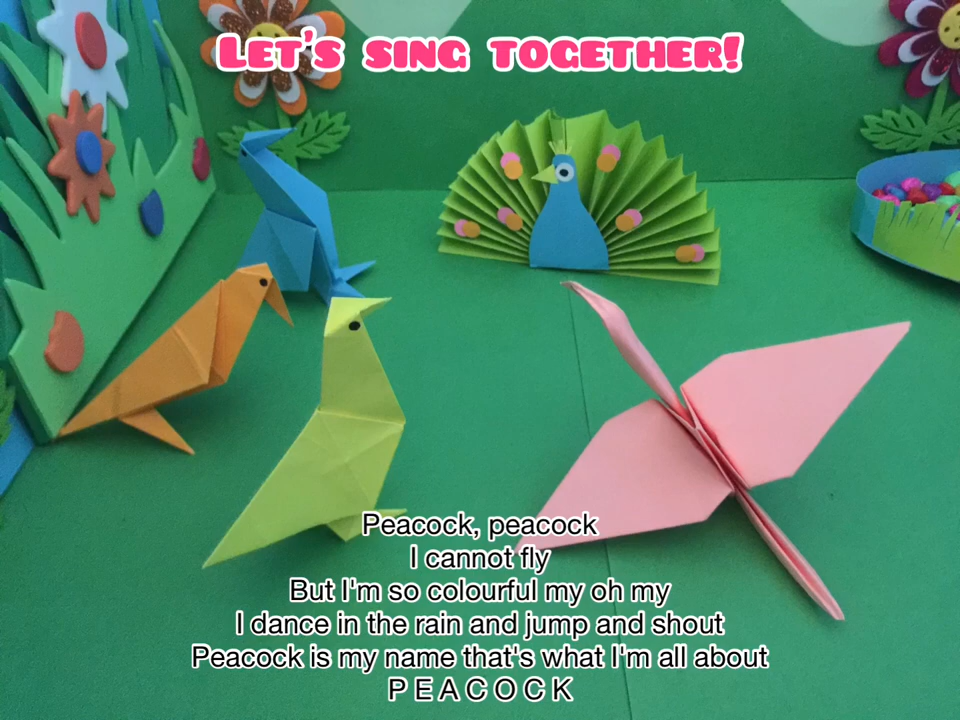 Let's sing together!
Peacock, peacock
I cannot fly
But I'm so colourful my oh my
I dance in the rain and jump and shout
Peacock is my name that's what I'm all about
P E A C O C K